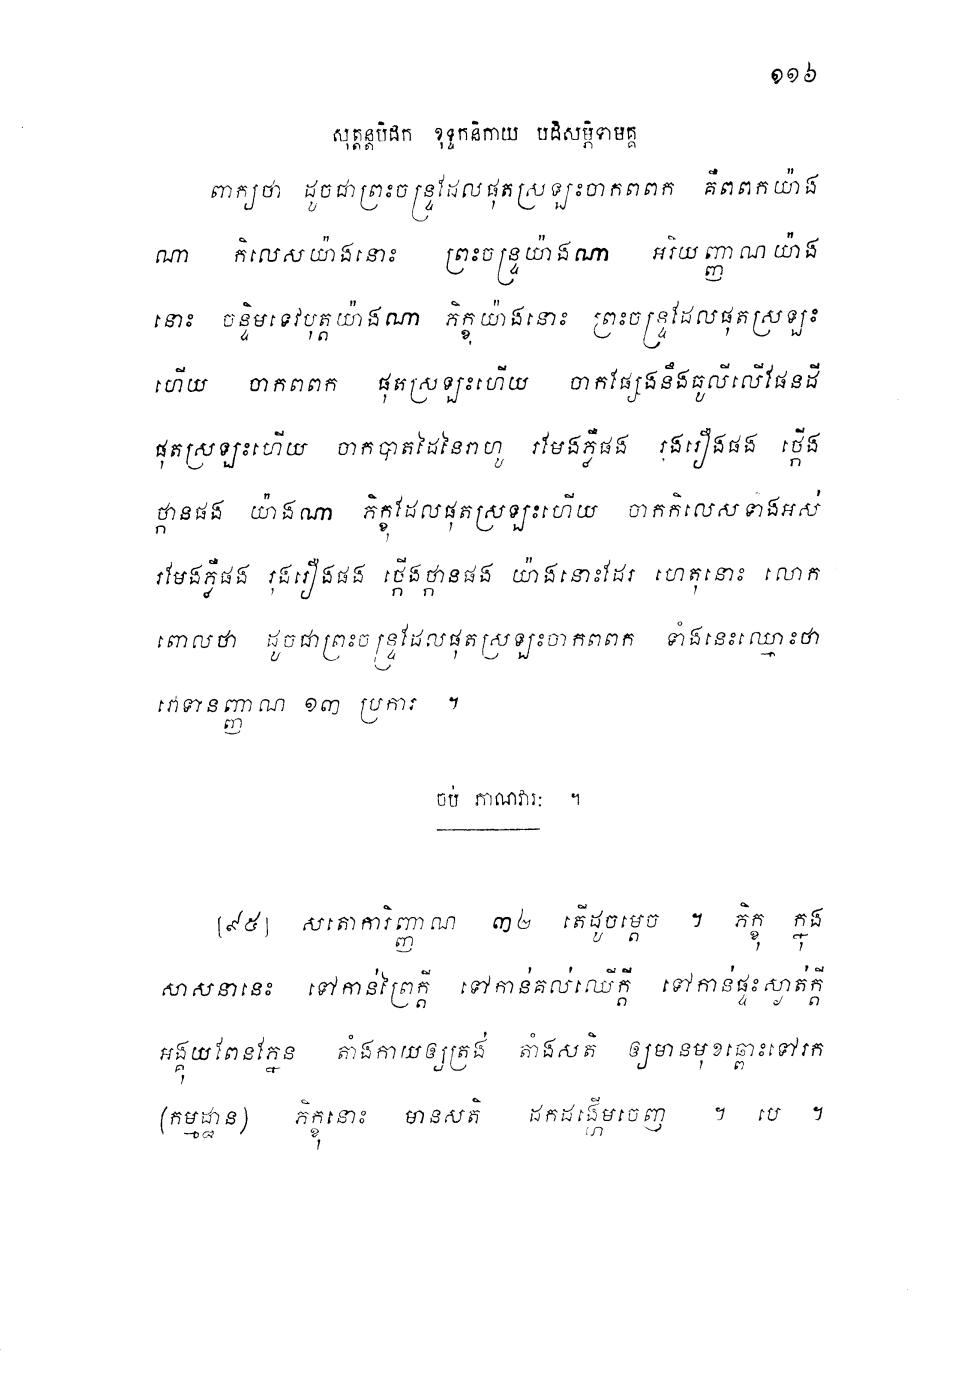 ១១៦
សុត្តន្តបិដក ខុទ្ទកនិកាយ បដិសម្ភិទាមគ្គ
ពាក្យថា ដូចជាព្រះចន្ទ្រដែលផុតស្រឡះចាកពពក គឺពពកយ៉ាង
ណា កិលេសយ៉ាងនោះ ព្រះចន្ទ្រយ៉ាងណា អរិយញ្ញាណយ៉ាង
នោះ ចន្ទិមទេវបុត្តយ៉ាងណា ភិក្ខុយ៉ាងនោះ ព្រះចន្ទ្រដែលផុតស្រឡះ
ហើយ ចាកពពក ផុតស្រឡះហើយ ចាកផ្សែងនឹងធូលីលើផែនដី
ផុតស្រឡះហើយ ចាកបាតដៃនៃរាហូ រមែងភ្លឺផង រុងរឿងផង ថ្កើង
ថ្កានផង យ៉ាងណា ភិក្ខុដែលផុតស្រឡះហើយ ចាកកិលេសទាំងអស់
រមែងភ្លឺផង រុងរឿងផង ថ្កើងថ្កានផង យ៉ាងនោះដែរ ហេតុនោះ លោក
ពោលថា ដូចជាព្រះចន្ទ្រដែលផុតស្រឡះចាកពពក ទាំងនេះឈ្មោះថា
វោទានញ្ញាណ ១៣ ប្រការ ។
ចប់ ភាណវារៈ ។
[៩៥] សតោការិញ្ញាណ ៣២ តើដូចម្តេច ។ ភិក្ខុ ក្នុង
សាសនានេះ ទៅកាន់ព្រៃក្តី ទៅកាន់គល់ឈើក្តី ទៅកាន់ផ្ទះស្ងាត់ក្តី
អង្គុយពែនភ្នែន តាំងកាយឲ្យត្រង់ តាំងសតិ ឲ្យមានមុខឆ្ពោះទៅរក
(កម្មដ្ឋាន) ភិក្ខុនោះ មានសតិ ដកដង្ហើមចេញ ។ បេ ។